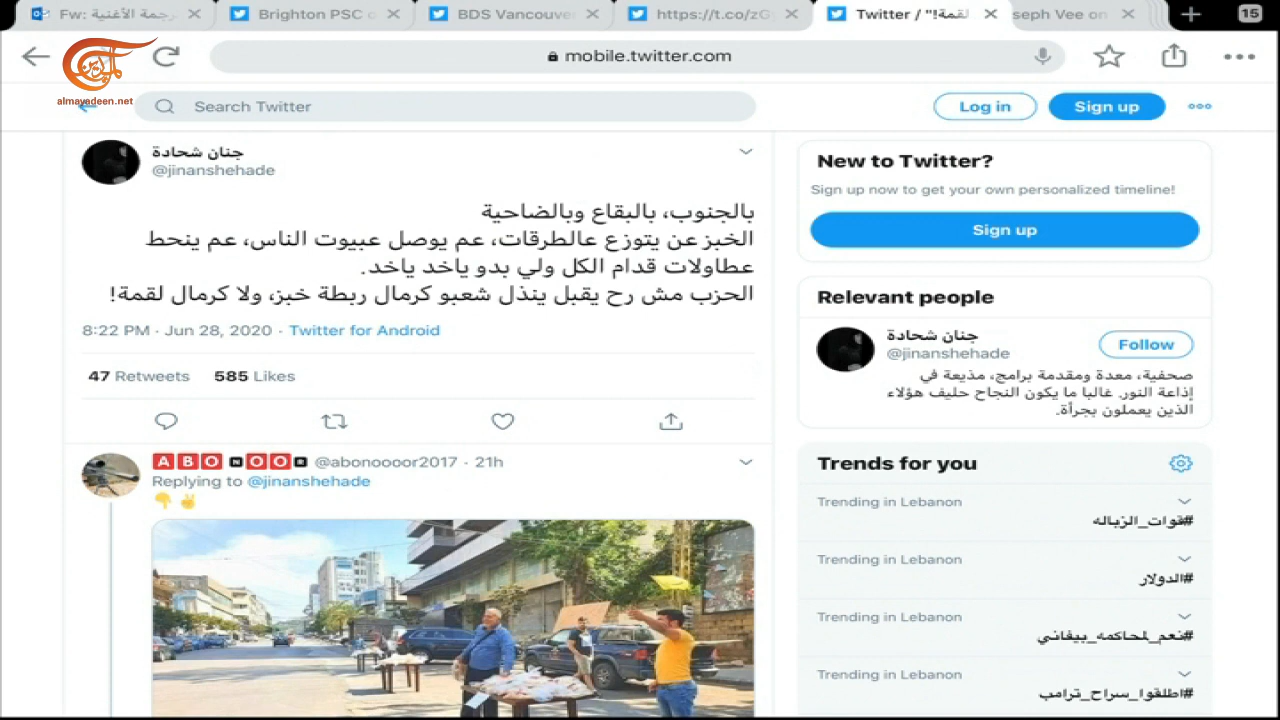 Fw: ترجمة الأغنية
Brighton PSC
BDS Vancouver
https://t.co/zG
Twitter / "لقمة!"
seph Vee on
15
mobile.twitter.com
الميادين
almayadeen.net
Search Twitter
Log in
Sign up
جنان شحادة
@jinanshehade
بالجنوب، بالبقاع وبالضاحية
الخبز عن يتوزع عالطرقات، عم يوصل عبيوت الناس، عم ينحط
عطاولات قدام الكل ولي بدو ياخد ياخد.
الحزب مش رح يقبل ينذل شعبو كرمال ربطة خبز، ولا كرمال لقمة!
8:22 PM · Jun 28, 2020 · Twitter for Android
47 Retweets 585 Likes
ABO NOOR @abonoooor2017 · 21h
Replying to @jinanshehade
👇✌
New to Twitter?
Sign up now to get your own personalized timeline!
Sign up
Relevant people
جنان شحادة
@jinanshehade
Follow
صحفية، معدة ومقدمة برامج، مذيعة في
إذاعة النور. غالبا ما يكون النجاح حليف هؤلاء
الذين يعملون بجرأة.
Trends for you
Trending in Lebanon
#قوات_الزباله
Trending in Lebanon
#الدولار
Trending in Lebanon
#نعم_لمحاكمه_بيفاني
Trending in Lebanon
#اطلقوا_سراح_ترامب